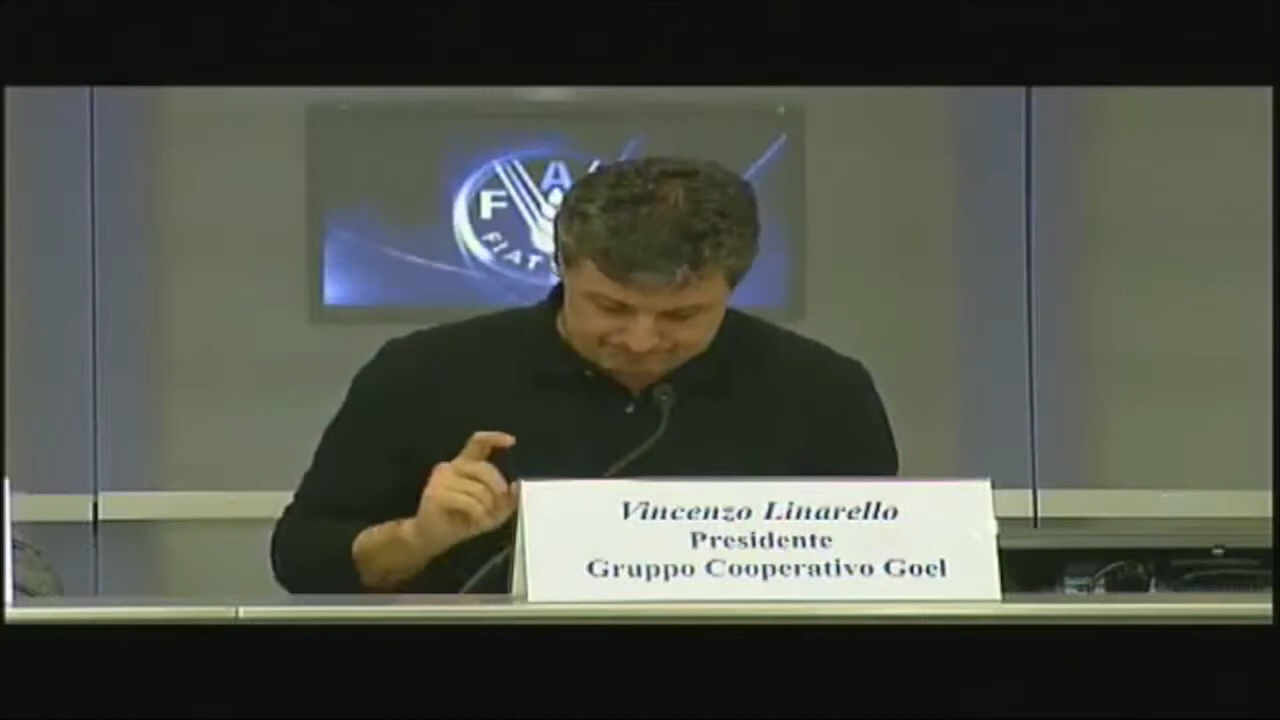 F A
FIAT
Vincenzo Linarello
Presidente
Gruppo Cooperativo Goel